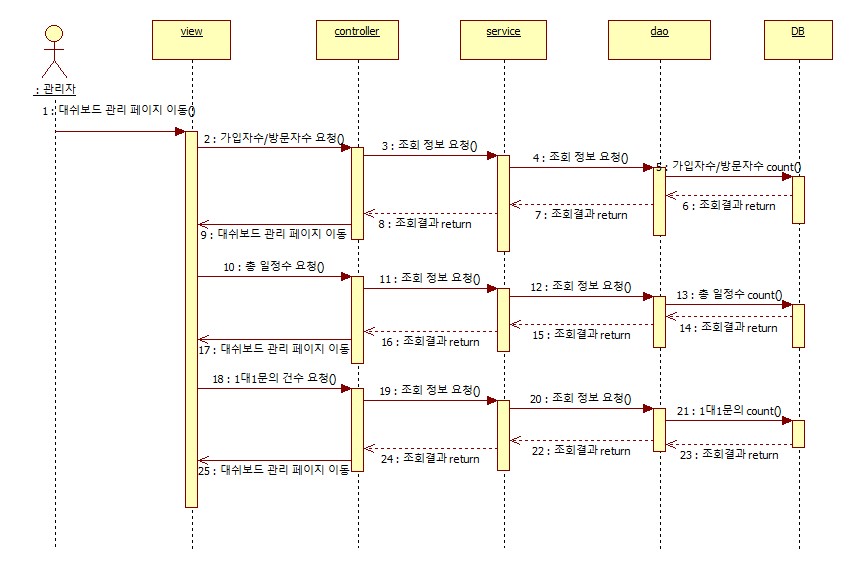 view
controller
service
dao
DB
: 관리자
1 : 대쉬보드 관리 페이지 이동()
2 : 가입자수/방문자수 요청()
3 : 조회 정보 요청()
4 : 조회 정보 요청()
5 : 가입자수/방문자수 count()
6 : 조회결과 return
7 : 조회결과 return
8 : 조회결과 return
9 : 대쉬보드 관리 페이지 이동
10 : 총 일정수 요청()
11 : 조회 정보 요청()
12 : 조회 정보 요청()
13 : 총 일정수 count()
14 : 조회결과 return
15 : 조회결과 return
16 : 조회결과 return
17 : 대쉬보드 관리 페이지 이동
18 : 1대1문의 건수 요청()
19 : 조회 정보 요청()
20 : 조회 정보 요청()
21 : 1대1문의 count()
22 : 조회결과 return
23 : 조회결과 return
24 : 조회결과 return
25 : 대쉬보드 관리 페이지 이동